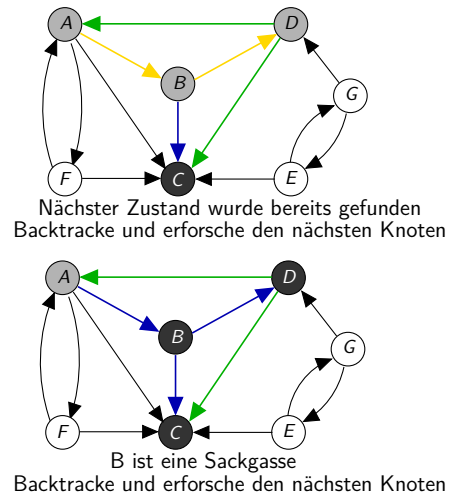 A
D
B
G
F
C
E
Nächster Zustand wurde bereits gefunden
Backtracke und erforsche den nächsten Knoten
A
D
B
G
F
C
E
B ist eine Sackgasse
Backtracke und erforsche den nächsten Knoten